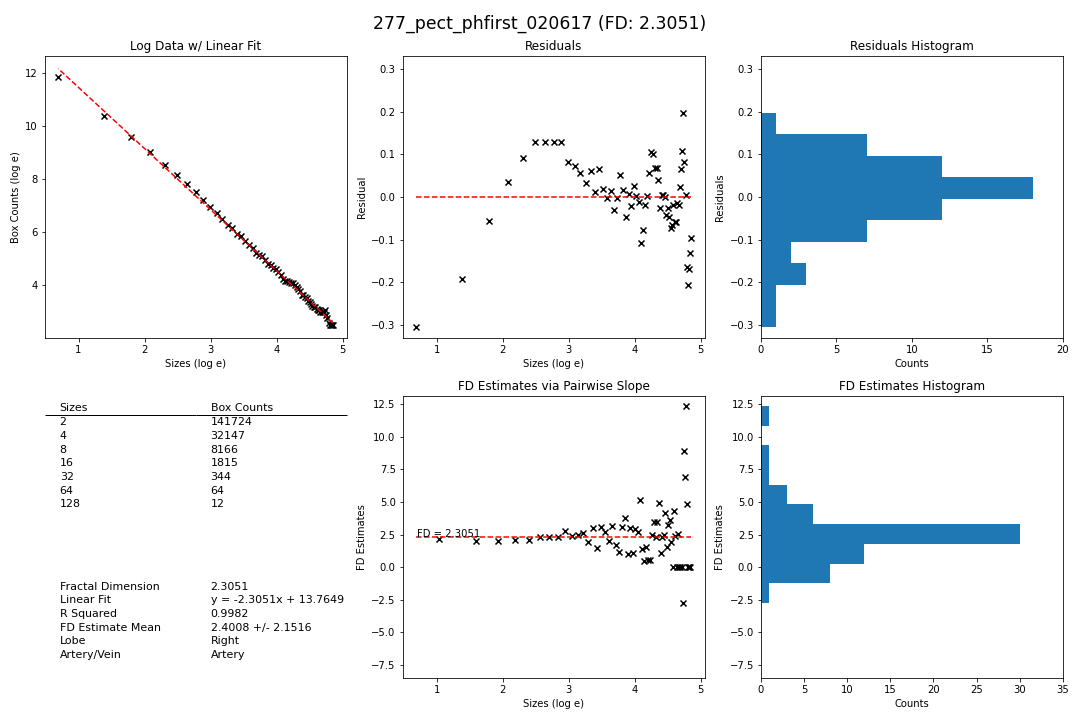 277_pect_phfirst_020617 (FD: 2.3051)
Log Data w/ Linear Fit
12
10
8
6
4
Box Counts (log e)
1 2 3 4 5
Sizes (log e)
Residuals
0.3
0.2
0.1
0.0
−0.1
−0.2
−0.3
Residual
1 2 3 4 5
Sizes (log e)
Residuals Histogram
0.3
0.2
0.1
0.0
−0.1
−0.2
−0.3
Residuals
0 5 10 15 20
Counts
Sizes Box Counts
2 141724
4 32147
8 8166
16 1815
32 344
64 64
128 12
Fractal Dimension 2.3051
Linear Fit y = -2.3051x + 13.7649
R Squared 0.9982
FD Estimate Mean 2.4008 +/- 2.1516
Lobe Right
Artery/Vein Artery
FD Estimates via Pairwise Slope
12.5
10.0
7.5
5.0
2.5
0.0
−2.5
−5.0
−7.5
FD Estimates
FD = 2.3051
1 2 3 4 5
Sizes (log e)
FD Estimates Histogram
12.5
10.0
7.5
5.0
2.5
0.0
−2.5
−5.0
−7.5
FD Estimates
0 5 10 15 20 25 30 35
Counts